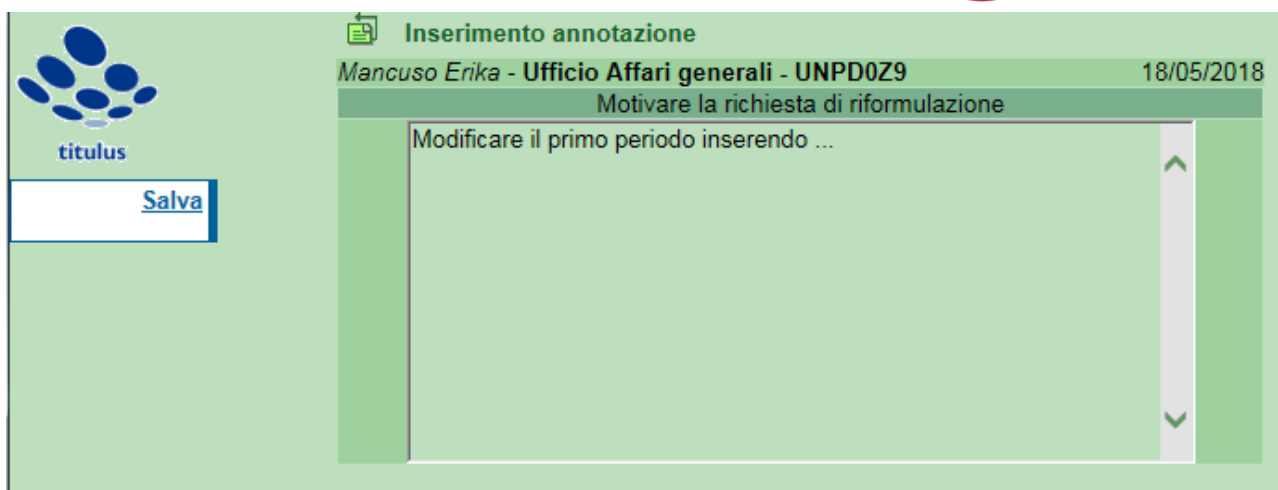 Inserimento annotazione
Mancuso Erika - Ufficio Affari generali - UNPD0Z9 18/05/2018
Motivare la richiesta di riformulazione
Modificare il primo periodo inserendo ...
titulus
Salva